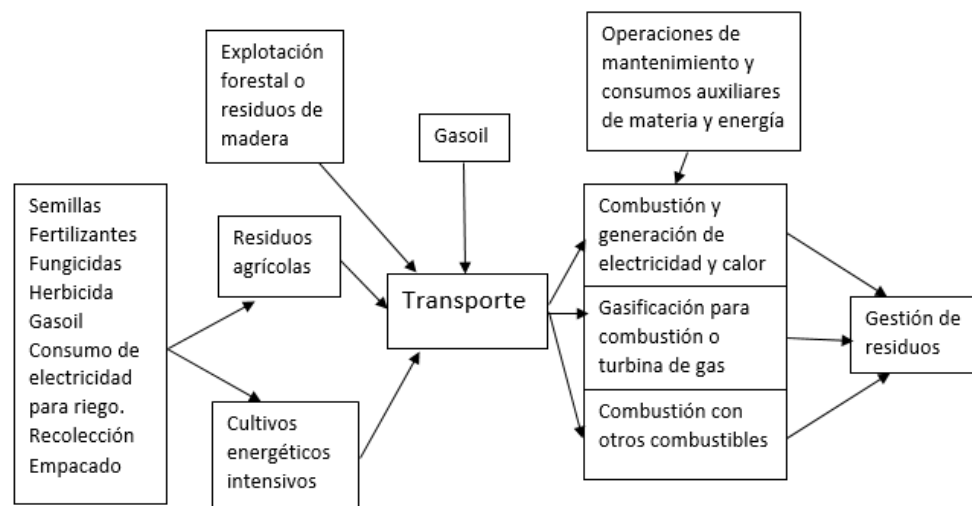 Explotación
forestal o
residuos de
madera
Operaciones de
mantenimiento y
consumos auxiliares
de materia y energía
Gasoil
Semillas
Fertilizantes
Fungicidas
Herbicida
Gasoil
Consumo de
electricidad
para riego.
Recolección
Empacado
Residuos
agrícolas
Cultivos
energéticos
intensivos
Transporte
Combustión y
generación de
electricidad y calor
Gasificación para
combustión o
turbina de gas
Combustión con
otros combustibles
Gestión de
residuos